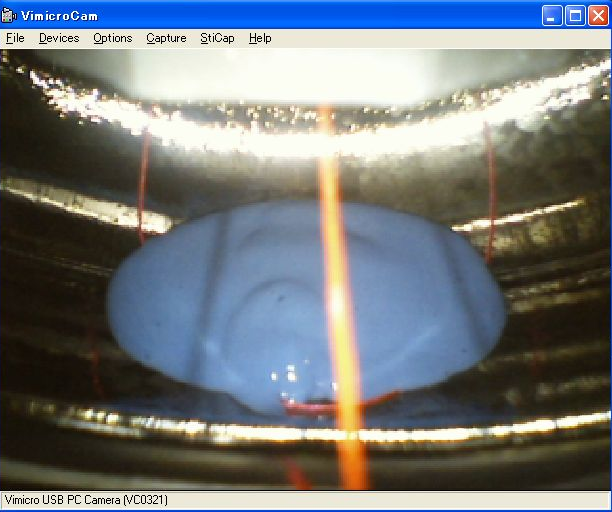 VimicroCam
File Devices Options Capture StiCap Help
Vimicro USB PC Camera (VC0321)